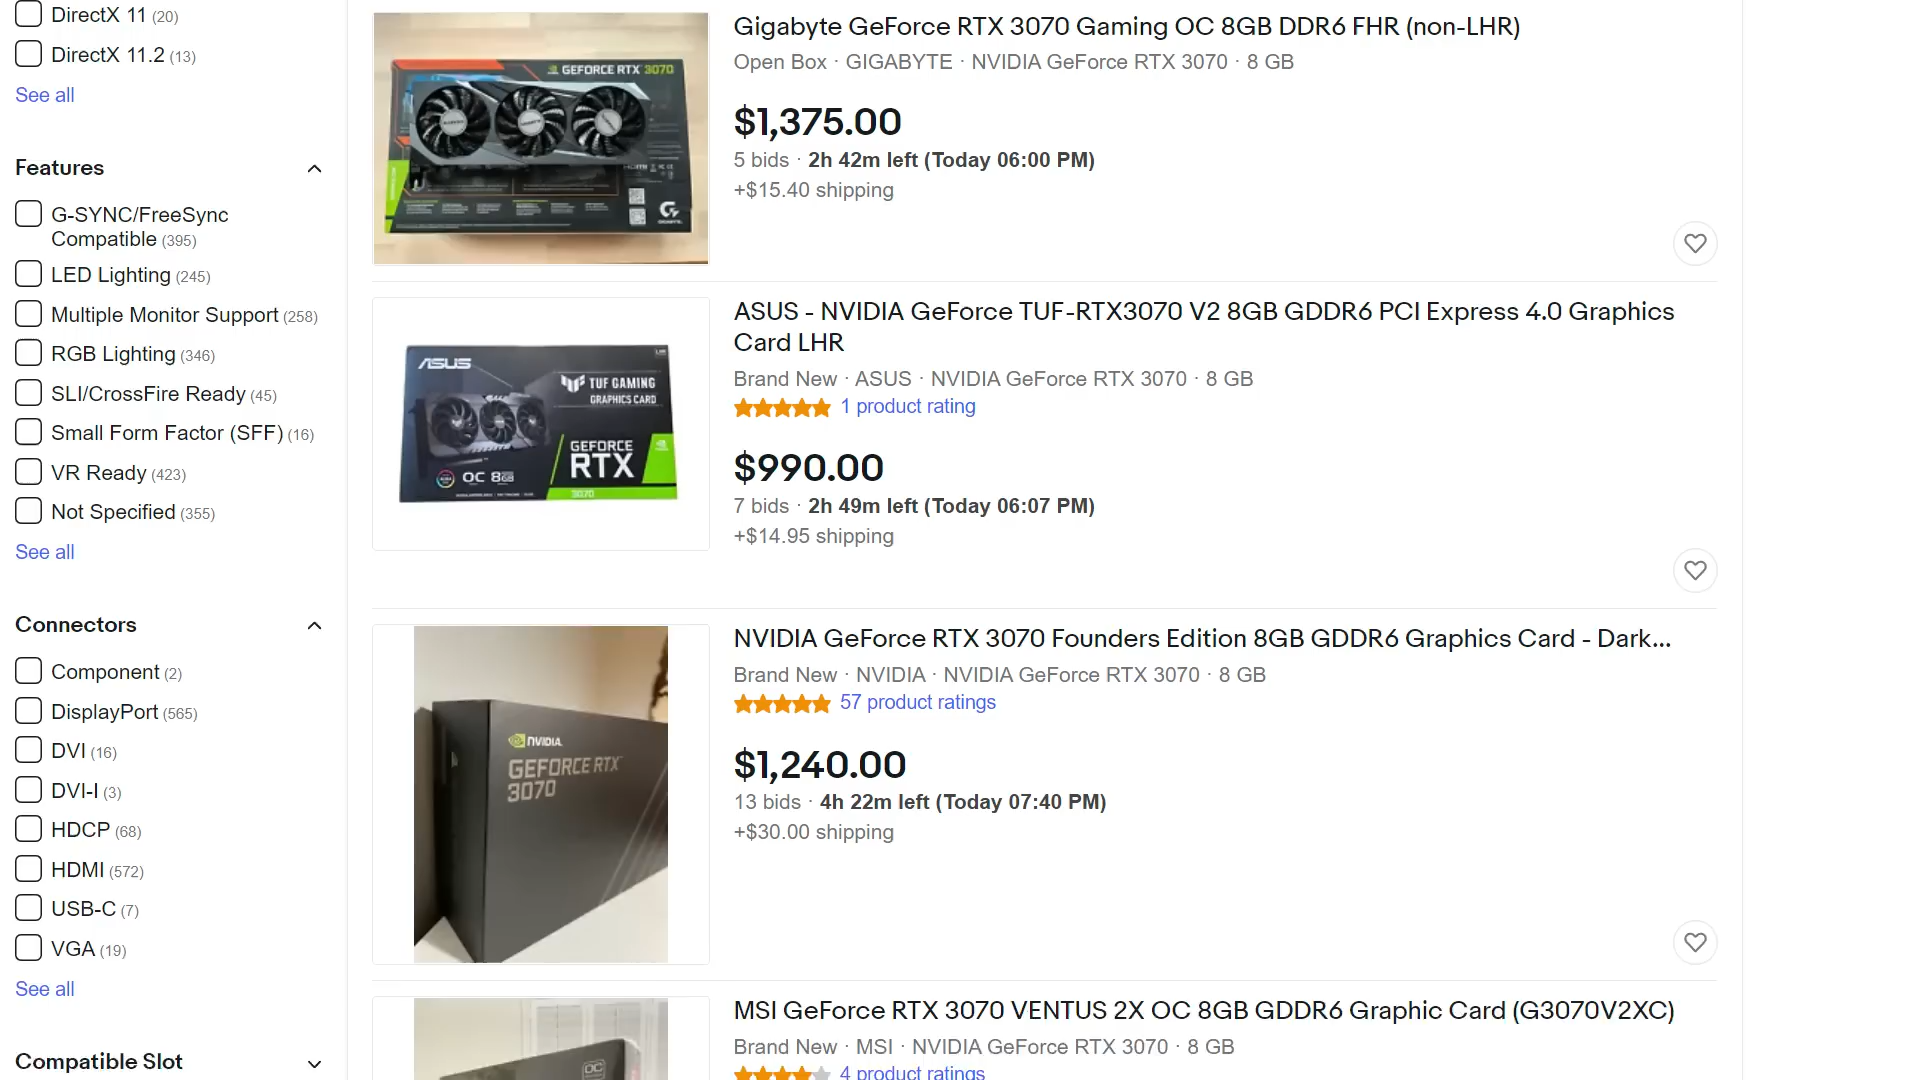 DirectX 11 (20)
DirectX 11.2 (13)
See all
Features
G-SYNC/FreeSync
Compatible (395)
LED Lighting (245)
Multiple Monitor Support (258)
RGB Lighting (346)
SLI/CrossFire Ready (45)
Small Form Factor (SFF) (16)
VR Ready (423)
Not Specified (355)
See all
Connectors
Component (2)
DisplayPort (565)
DVI (16)
DVI-I (3)
HDCP (68)
HDMI (572)
USB-C (7)
VGA (19)
See all
Compatible Slot
GEFORCE RTX 3070
Gigabyte GeForce RTX 3070 Gaming OC 8GB DDR6 FHR (non-LHR)
Open Box · GIGABYTE · NVIDIA GeForce RTX 3070 · 8 GB
$1,375.00
5 bids · 2h 42m left (Today 06:00 PM)
+$15.40 shipping
ASUS
TUF GAMING
GRAPHICS CARD
GEFORCE
RTX
OC 8GB
3070
ASUS - NVIDIA GeForce TUF-RTX3070 V2 8GB GDDR6 PCI Express 4.0 Graphics
Card LHR
Brand New · ASUS · NVIDIA GeForce RTX 3070 · 8 GB
1 product rating
$990.00
7 bids · 2h 49m left (Today 06:07 PM)
+$14.95 shipping
NVIDIA
GEFORCE RTX
3070
NVIDIA GeForce RTX 3070 Founders Edition 8GB GDDR6 Graphics Card - Dark...
Brand New · NVIDIA · NVIDIA GeForce RTX 3070 · 8 GB
57 product ratings
$1,240.00
13 bids · 4h 22m left (Today 07:40 PM)
+$30.00 shipping
OC
MSI GeForce RTX 3070 VENTUS 2X OC 8GB GDDR6 Graphic Card (G3070V2XC)
Brand New · MSI · NVIDIA GeForce RTX 3070 · 8 GB
4 product ratings